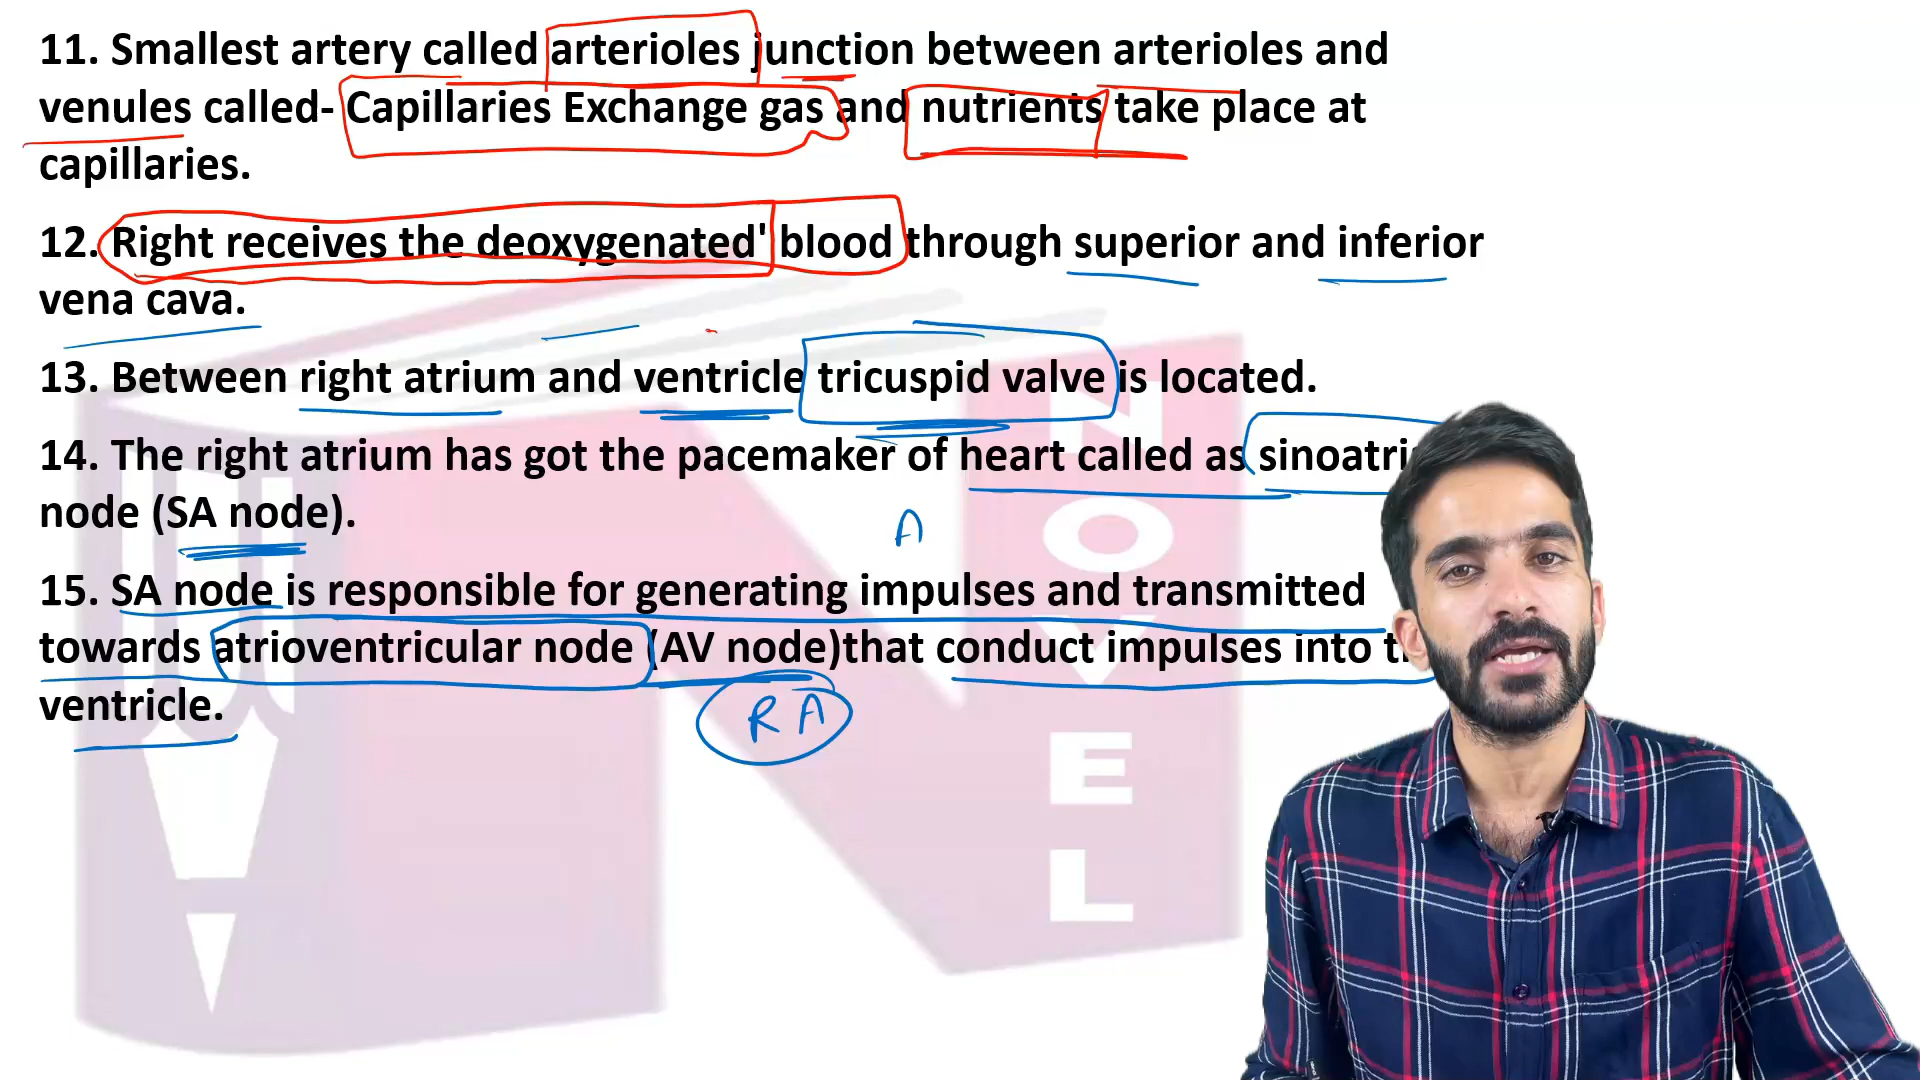 11. Smallest artery called arterioles junction between arterioles and
venules called- Capillaries Exchange gas and nutrients take place at
capillaries.
12. Right receives the deoxygenated' blood through superior and inferior
vena cava.
13. Between right atrium and ventricle tricuspid valve is located.
14. The right atrium has got the pacemaker of heart called as
node (SA node).
A
15. SA node is responsible for generating impulses and transmitted
towards atrioventricular node (AV node)that conduct impulses into
ventricle.
R A
NOVEL